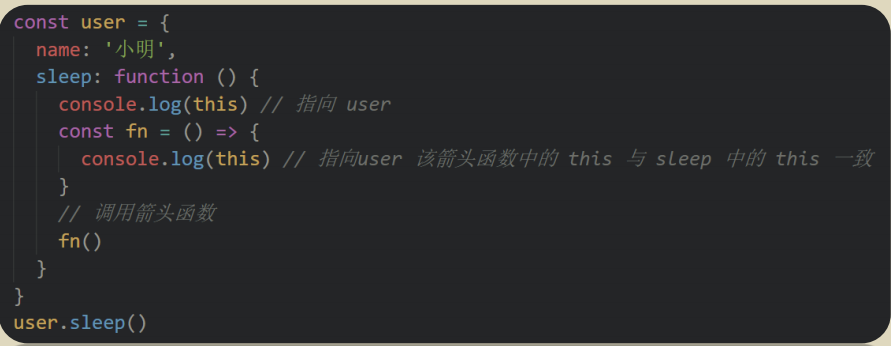 const user = {
  name: '小明',
  sleep: function () {
    console.log(this) // 指向 user
    const fn = () => {
      console.log(this) // 指向user 该箭头函数中的 this 与 sleep 中的 this 一致
    }
    // 调用箭头函数
    fn()
  }
}
user.sleep()